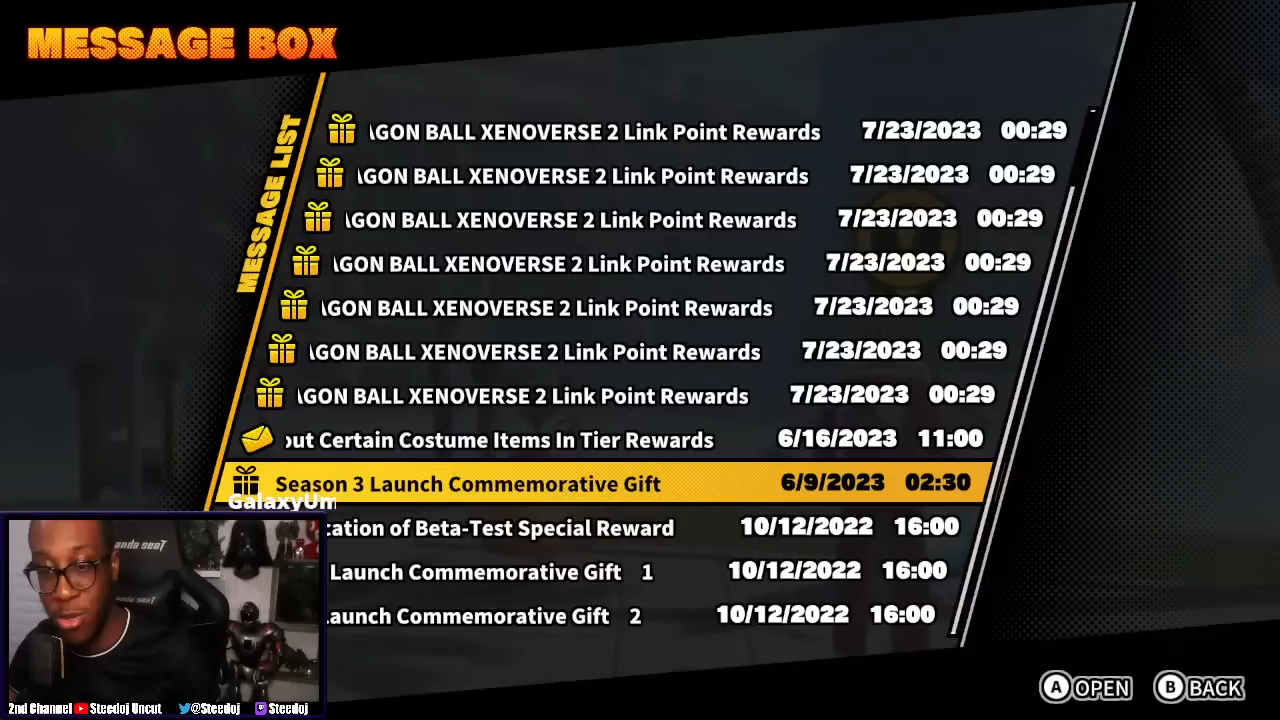 MESSAGE BOX
MESSAGE LIST
AGON BALL XENOVERSE 2 Link Point Rewards 7/23/2023 00:29
AGON BALL XENOVERSE 2 Link Point Rewards 7/23/2023 00:29
AGON BALL XENOVERSE 2 Link Point Rewards 7/23/2023 00:29
AGON BALL XENOVERSE 2 Link Point Rewards 7/23/2023 00:29
AGON BALL XENOVERSE 2 Link Point Rewards 7/23/2023 00:29
AGON BALL XENOVERSE 2 Link Point Rewards 7/23/2023 00:29
AGON BALL XENOVERSE 2 Link Point Rewards 7/23/2023 00:29
out Certain Costume Items In Tier Rewards 6/16/2023 11:00
Season 3 Launch Commemorative Gift 6/9/2023 02:30
GalaxyUm
cation of Beta-Test Special Reward 10/12/2022 16:00
Launch Commemorative Gift 1 10/12/2022 16:00
Launch Commemorative Gift 2 10/12/2022 16:00
2nd Channel Steedoj Uncut @Steedoj Steedoj
A OPEN B BACK